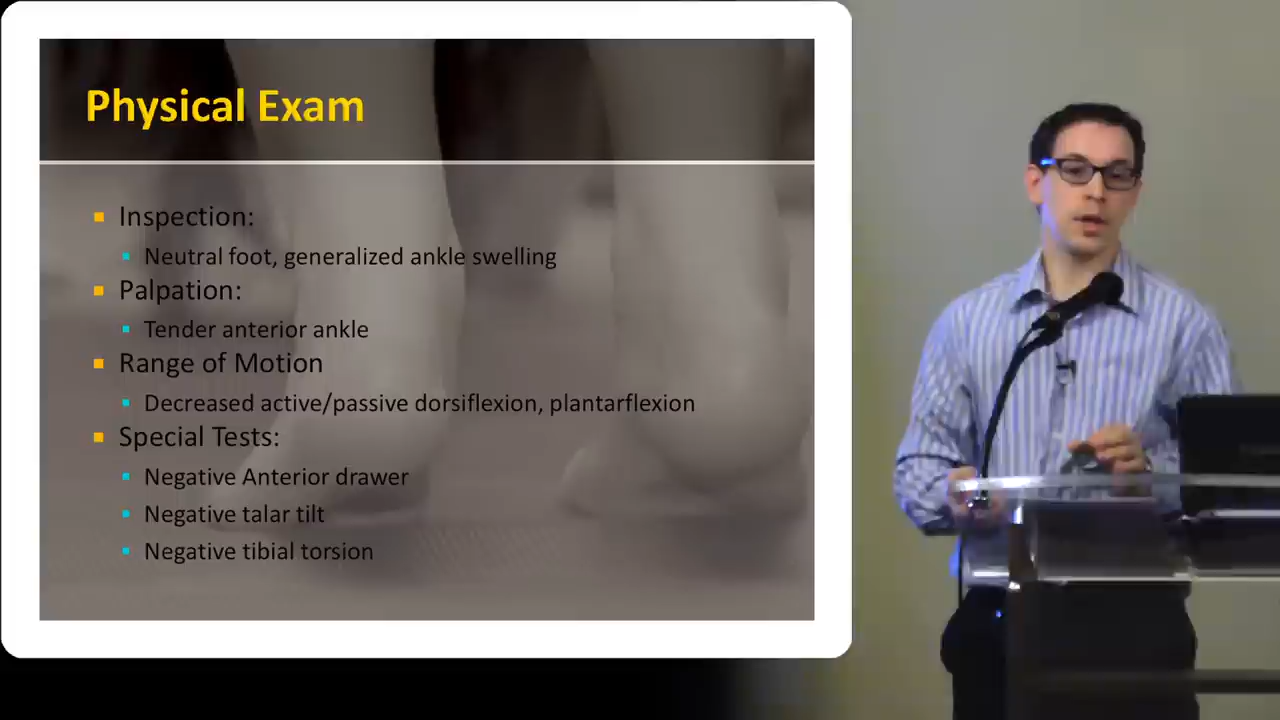 Physical Exam
Inspection:
Neutral foot, generalized ankle swelling
Palpation:
Tender anterior ankle
Range of Motion
Decreased active/passive dorsiflexion, plantarflexion
Special Tests:
Negative Anterior drawer
Negative talar tilt
Negative tibial torsion